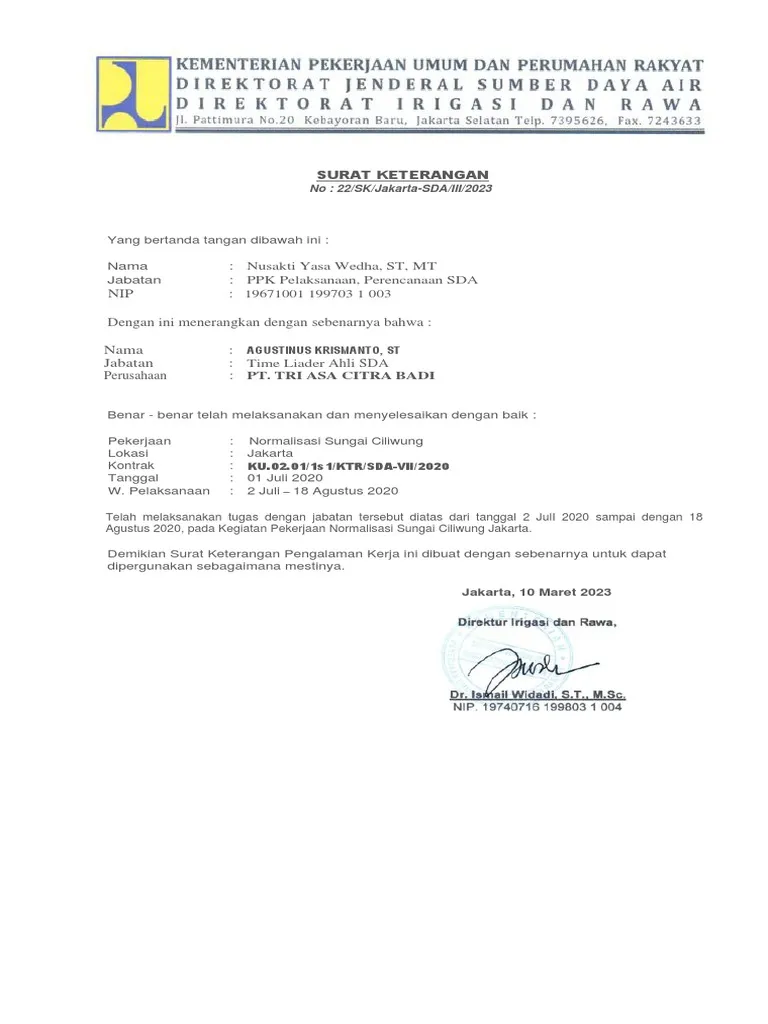 KEMENTERIAN PEKERJAAN UMUM DAN PERUMAHAN RAKYAT
DIREKTORAT JENDERAL SUMBER DAYA AIR
DIREKTORAT IRIGASI DAN RAWA
Jl. Pattimura No.20 Kebayoran Baru, Jakarta Selatan Telp. 7395626, Fax. 7243633
SURAT KETERANGAN
No : 22/SK/Jakarta-SDA/III/2023
Yang bertanda tangan dibawah ini :
Nama : Nusakti Yasa Wedha, ST, MT
Jabatan : PPK Pelaksanaan, Perencanaan SDA
NIP : 19671001 199703 1 003
Dengan ini menerangkan dengan sebenarnya bahwa :
Nama : AGUSTINUS KRISMANTO, ST
Jabatan : Time Liader Ahli SDA
Perusahaan : PT. TRI ASA CITRA BADI
Benar - benar telah melaksanakan dan menyelesaikan dengan baik :
Pekerjaan : Normalisasi Sungai Ciliwung
Lokasi : Jakarta
Kontrak : KU.02.01/1s 1/KTR/SDA-VII/2020
Tanggal : 01 Juli 2020
W. Pelaksanaan : 2 Juli – 18 Agustus 2020
Telah melaksanakan tugas dengan jabatan tersebut diatas dari tanggal 2 Juli 2020 sampai dengan 18
Agustus 2020, pada Kegiatan Pekerjaan Normalisasi Sungai Ciliwung Jakarta.
Demikian Surat Keterangan Pengalaman Kerja ini dibuat dengan sebenarnya untuk dapat
dipergunakan sebagaimana mestinya.
Jakarta, 10 Maret 2023
Direktur Irigasi dan Rawa,
Dr. Ismail Widadi, S.T., M.Sc.
NIP. 19740716 199803 1 004